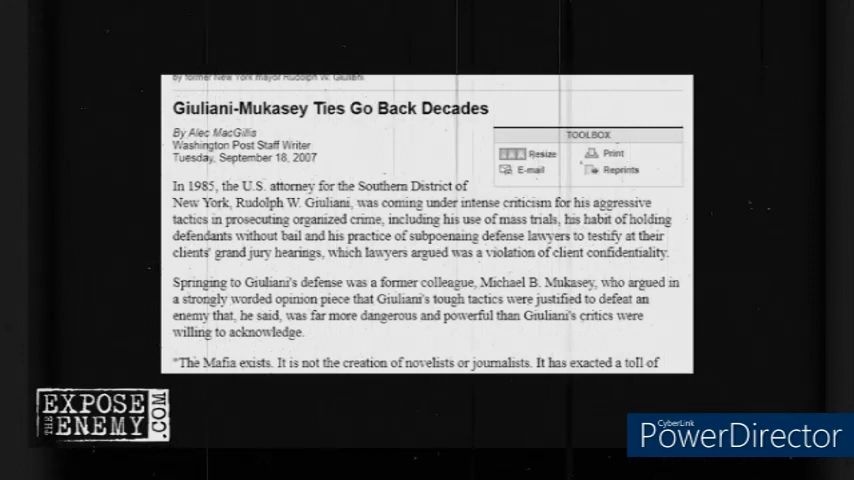 by former New York mayor Rudolph W. Giuliani.
Giuliani-Mukasey Ties Go Back Decades
By Alec MacGillis
Washington Post Staff Writer
Tuesday, September 18, 2007
TOOLBOX
Resize
Print
E-mail
Reprints
In 1985, the U.S. attorney for the Southern District of
New York, Rudolph W. Giuliani, was coming under intense criticism for his aggressive
tactics in prosecuting organized crime, including his use of mass trials, his habit of holding
defendants without bail and his practice of subpoenaing defense lawyers to testify at their
clients' grand jury hearings, which lawyers argued was a violation of client confidentiality.
Springing to Giuliani's defense was a former colleague, Michael B. Mukasey, who argued in
a strongly worded opinion piece that Giuliani's tough tactics were justified to defeat an
enemy that, he said, was far more dangerous and powerful than Giuliani's critics were
willing to acknowledge.
"The Mafia exists. It is not the creation of novelists or journalists. It has exacted a toll of
EXPOSE
THE ENEMY.COM
CyberLink
PowerDirector